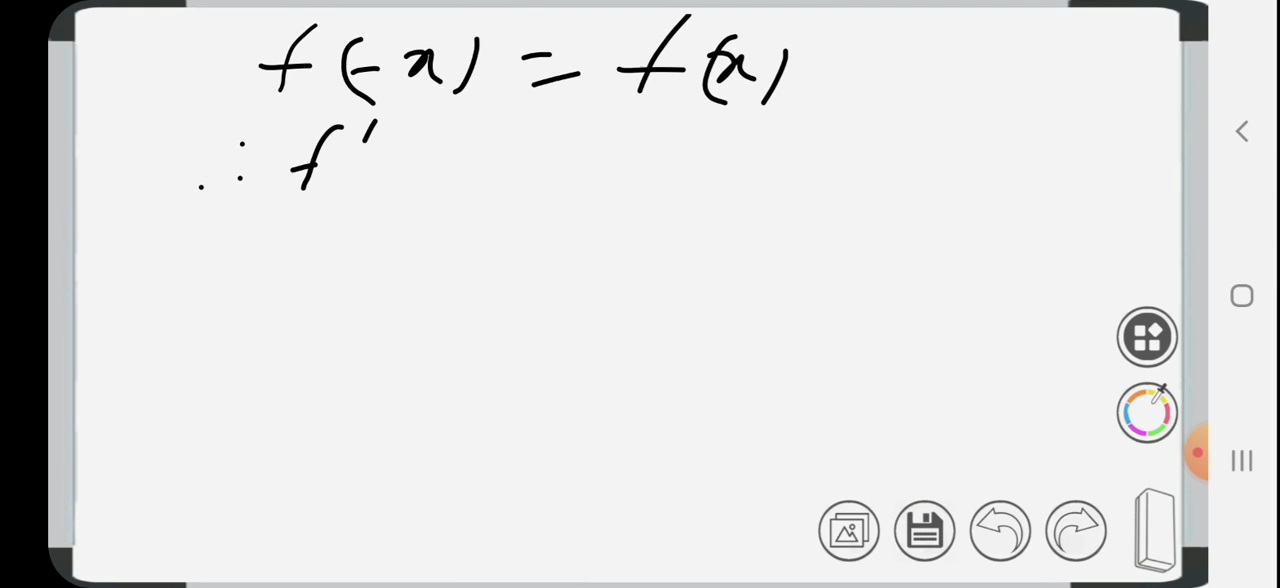 f(-x) = f(x)
∴ f'